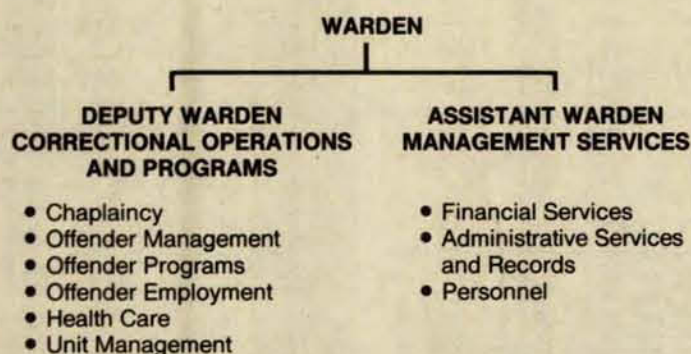 WARDEN
DEPUTY WARDEN
CORRECTIONAL OPERATIONS
AND PROGRAMS
• Chaplaincy
• Offender Management
• Offender Programs
• Offender Employment
• Health Care
• Unit Management
ASSISTANT WARDEN
MANAGEMENT SERVICES
• Financial Services
• Administrative Services
and Records
• Personnel